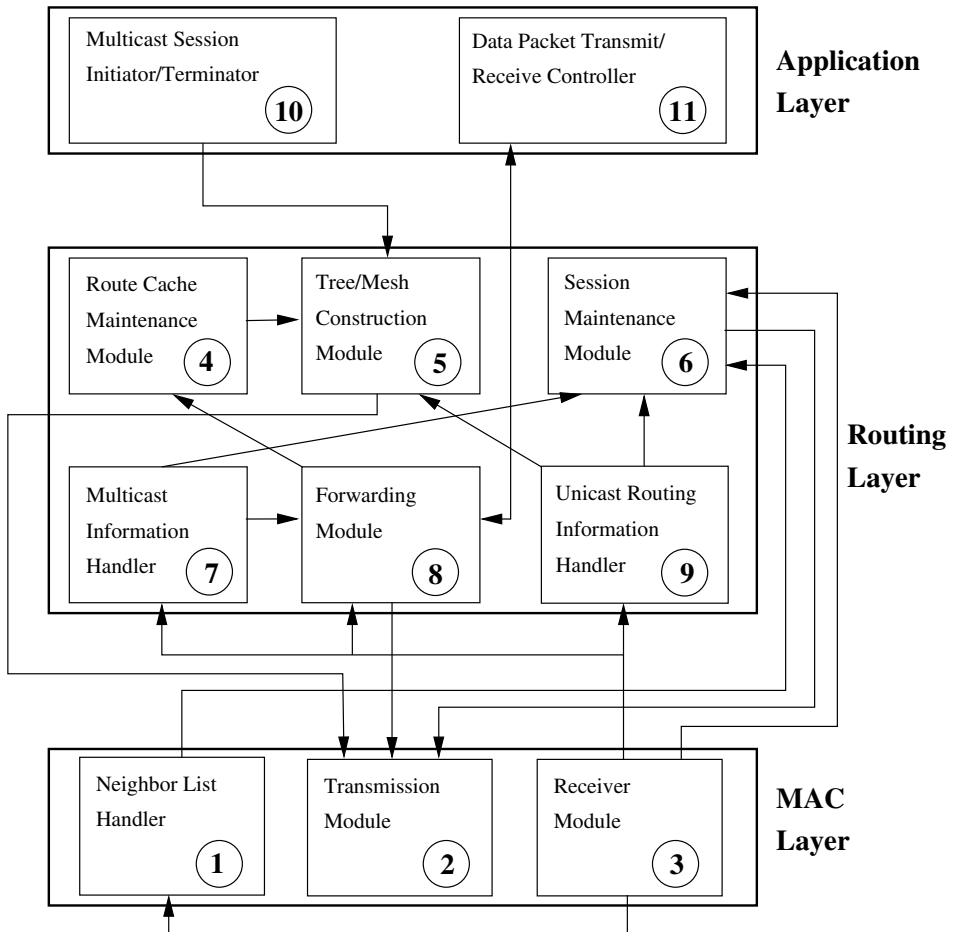 Multicast Session
Initiator/Terminator
10
Data Packet Transmit/
Receive Controller
11
Application
Layer
Route Cache
Maintenance
Module
4
Tree/Mesh
Construction
Module
5
Session
Maintenance
Module
6
Multicast
Information
Handler
7
Forwarding
Module
8
Unicast Routing
Information
Handler
9
Routing
Layer
Neighbor List
Handler
1
Transmission
Module
2
Receiver
Module
3
MAC
Layer